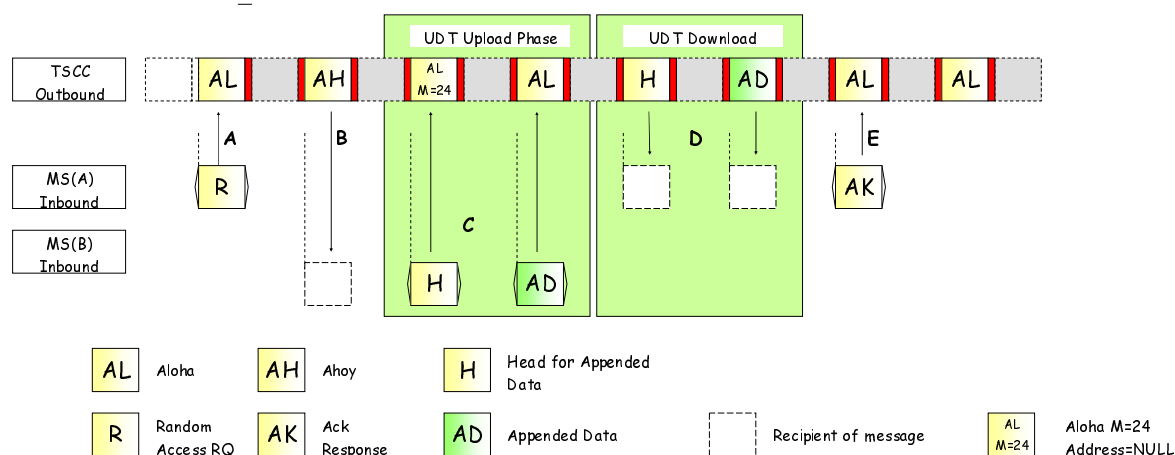 UDT Upload Phase
UDT Download
TSCC
Outbound
AL
AH
AL
M=24
AL
H
AD
AL
AL
A
B
D
E
MS(A)
Inbound
R
AK
MS(B)
Inbound
C
H
AD
AL
Aloha
AH
Ahoy
H
Head for Appended
Data
R
Random
Access RQ
AK
Ack
Response
AD
Appended Data
Recipient of message
AL
M=24
Aloha M=24
Address=NULL